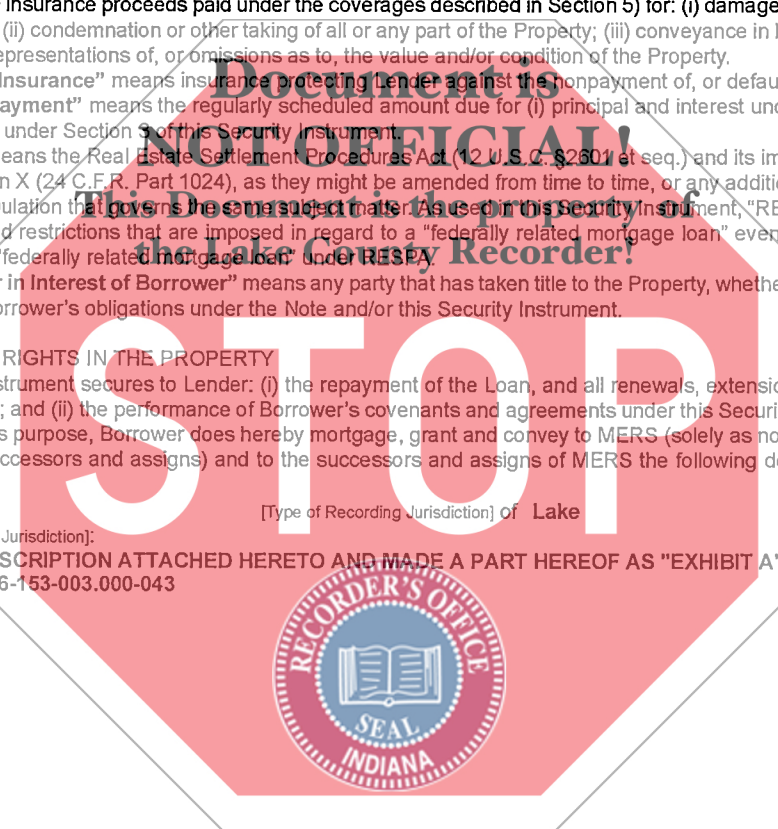 insurance proceeds paid under the coverages described in Section 5) for: (i) damage
(ii) condemnation or other taking of all or any part of the Property; (iii) conveyance in
epresentations of, or omissions as to, the value and/or condition of the Property.
Insurance” means insurance protecting Lender against the nonpayment of, or defau
ayment” means the regularly scheduled amount due for (i) principal and interest und
under Section 3 of this Security Instrument.
eans the Real Estate Settlement Procedures Act (12 U.S.C. §2601 et seq.) and its im
n X (24 C.F.R. Part 1024), as they might be amended from time to time, or any additio
ulation that governs the same subject matter. As used in this Security Instrument, “RE
d restrictions that are imposed in regard to a “federally related mortgage loan” even
“federally related mortgage loan” under RESPA.
r in Interest of Borrower” means any party that has taken title to the Property, whethe
orrower’s obligations under the Note and/or this Security Instrument.
RIGHTS IN THE PROPERTY
strument secures to Lender: (i) the repayment of the Loan, and all renewals, extensio
; and (ii) the performance of Borrower’s covenants and agreements under this Securi
s purpose, Borrower does hereby mortgage, grant and convey to MERS (solely as no
ccessors and assigns) and to the successors and assigns of MERS the following de
[Type of Recording Jurisdiction] of Lake
Jurisdiction]:
SCRIPTION ATTACHED HERETO AND MADE A PART HEREOF AS "EXHIBIT A"
6-153-003.000-043
Document is
NOT OFFICIAL!
This Document is the property of
the Lake County Recorder!
STOP
RECORDER'S OFFICE
SEAL
INDIANA